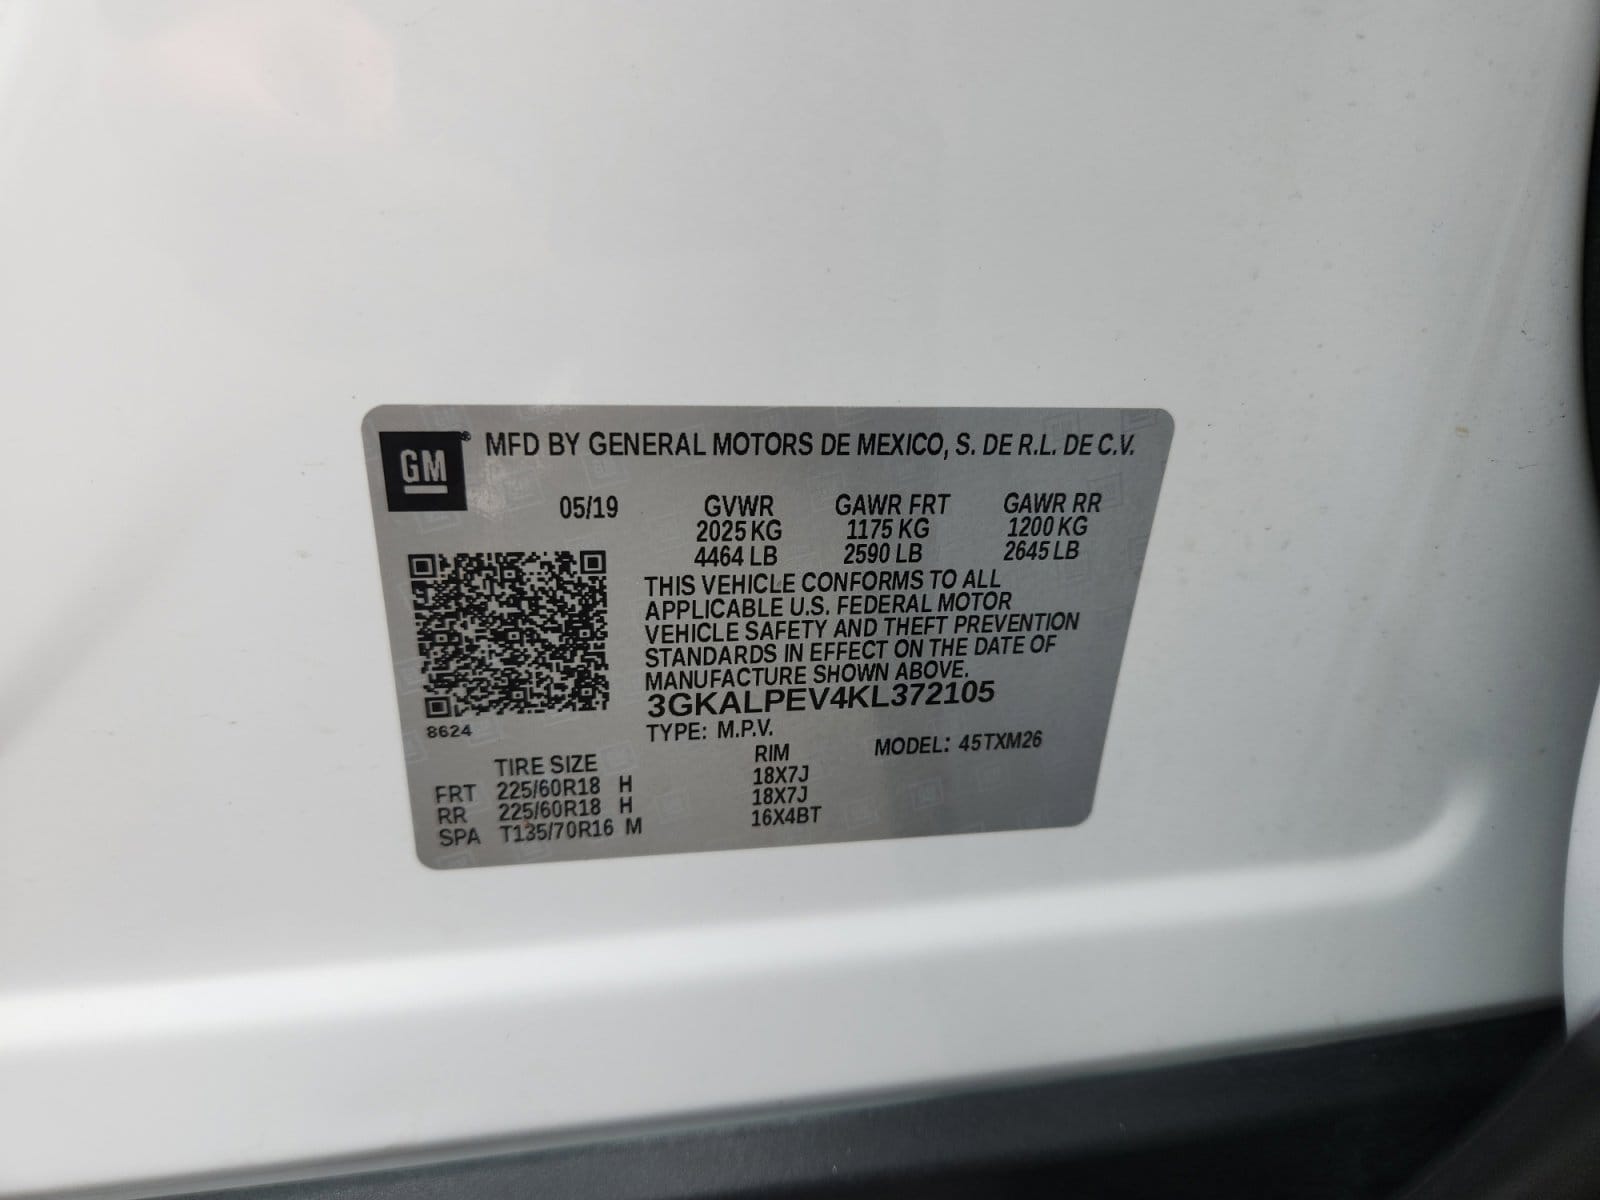 GM® MFD BY GENERAL MOTORS DE MEXICO, S. DE R.L. DE C.V.
05/19 GVWR GAWR FRT GAWR RR
2025 KG 1175 KG 1200 KG
4464 LB 2590 LB 2645 LB
THIS VEHICLE CONFORMS TO ALL
APPLICABLE U.S. FEDERAL MOTOR
VEHICLE SAFETY AND THEFT PREVENTION
STANDARDS IN EFFECT ON THE DATE OF
MANUFACTURE SHOWN ABOVE.
3GKALPEV4KL372105
8624
TYPE: M.P.V. MODEL: 45TXM26
TIRE SIZE RIM
FRT 225/60R18 H 18X7J
RR 225/60R18 H 18X7J
SPA T135/70R16 M 16X4BT